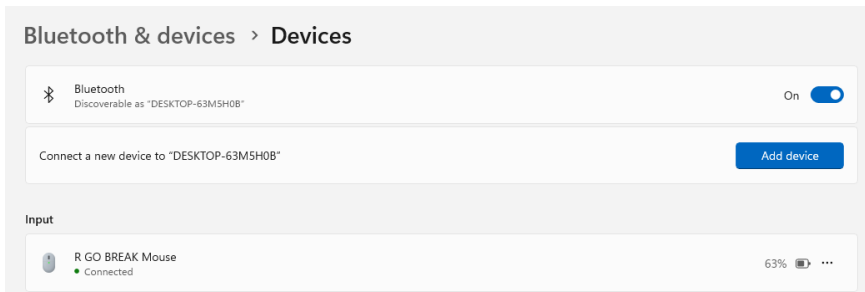 Bluetooth & devices > Devices
Bluetooth
Discoverable as "DESKTOP-63M5H0B"
On
Connect a new device to “DESKTOP-63M5H0B”
Add device
Input
R GO BREAK Mouse
Connected
63%